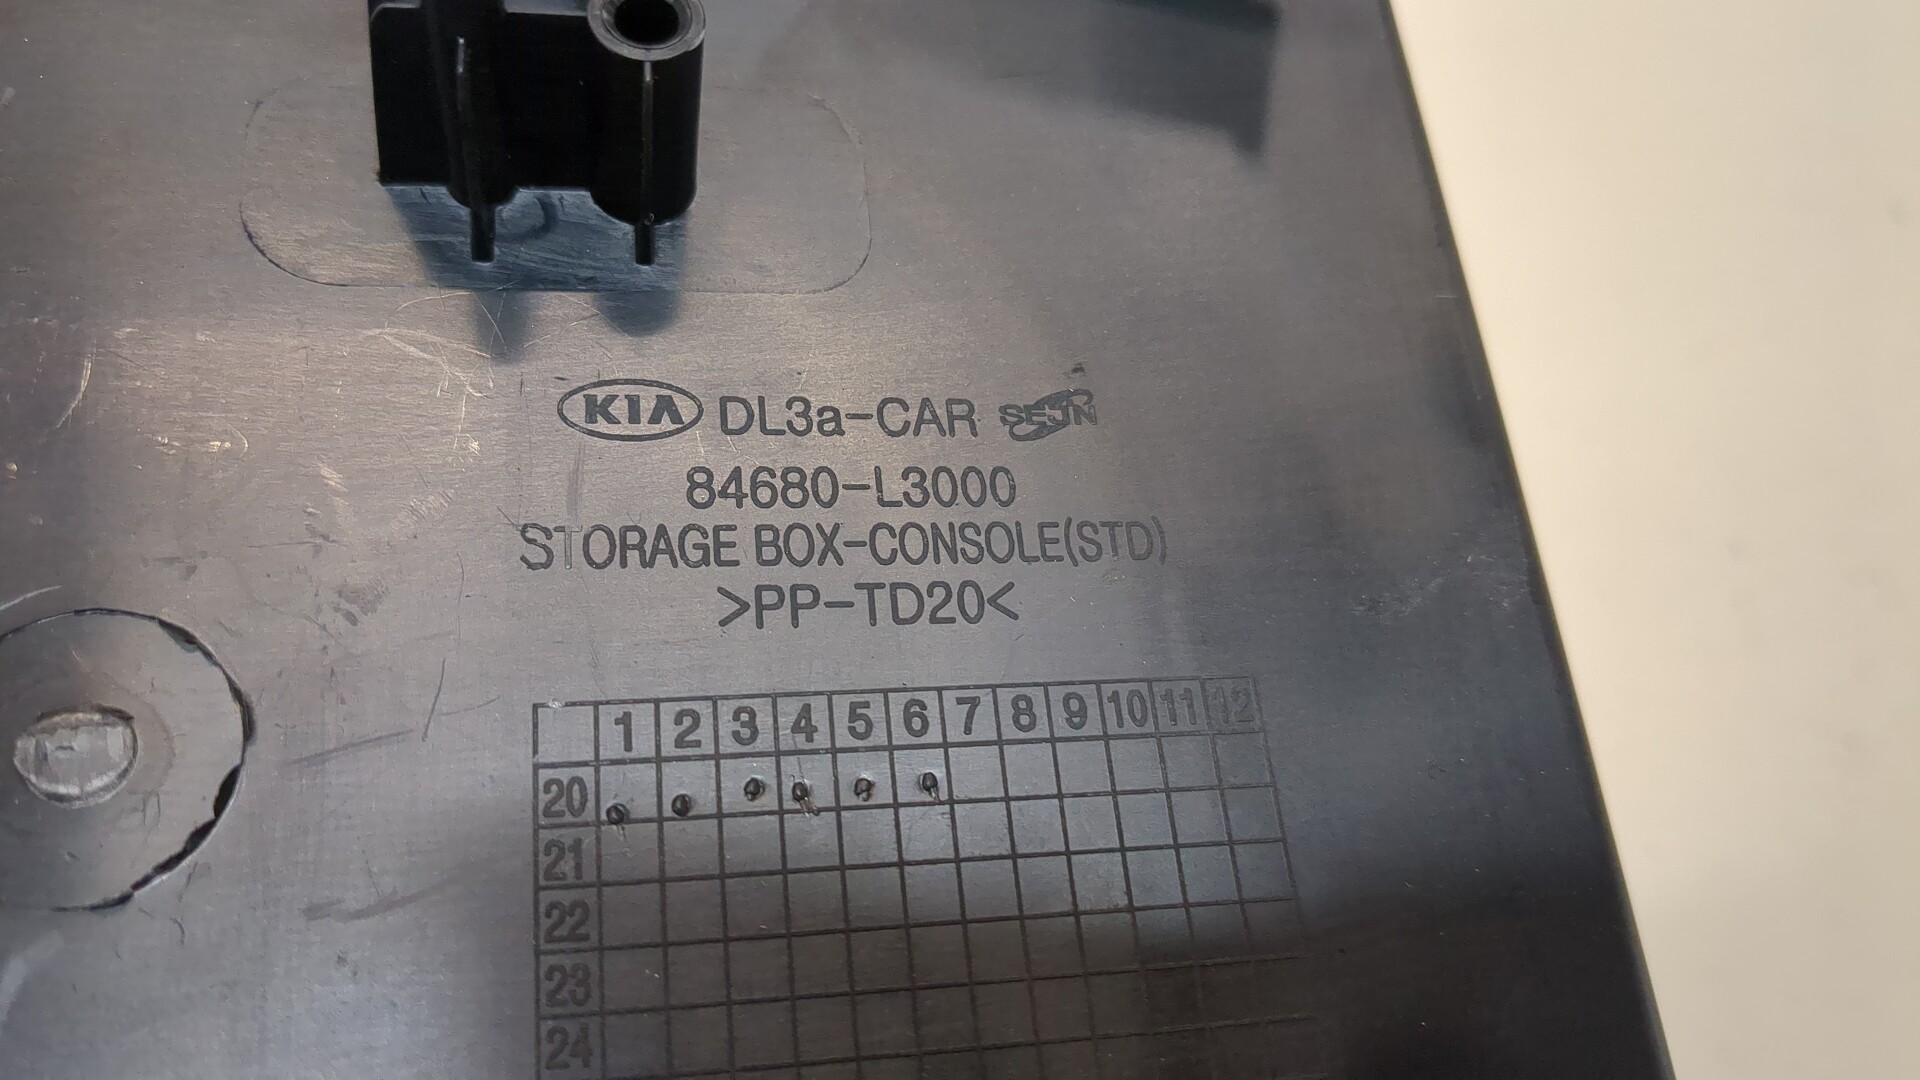 KIA DL3a-CAR SEJIN
84680-L3000
STORAGE BOX-CONSOLE(STD)
>PP-TD20<
1 2 3 4 5 6 7 8 9 10 11 12
20
21
22
23
24